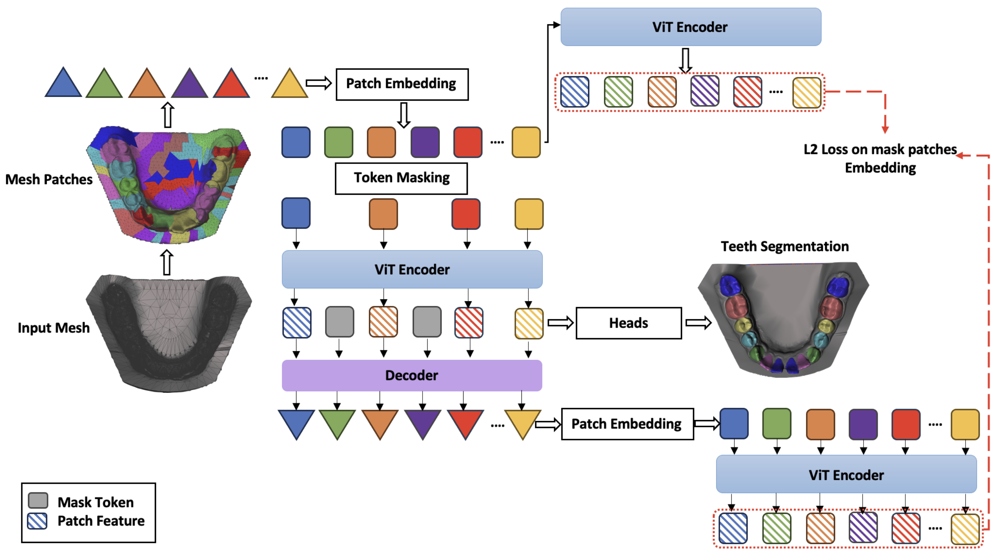 ViT Encoder
Patch Embedding
....
....
....
L2 Loss on mask patches
Embedding
Mesh Patches
Token Masking
Teeth Segmentation
ViT Encoder
Input Mesh
Heads
Decoder
....
Patch Embedding
....
ViT Encoder
Mask Token
Patch Feature
....